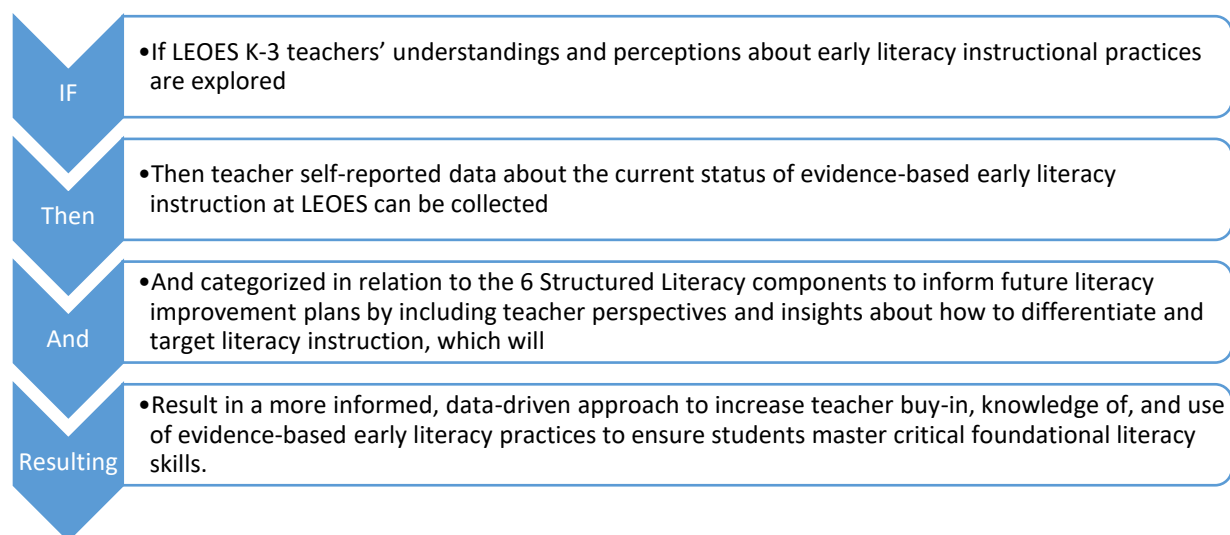 IF
•If LEOES K-3 teachers’ understandings and perceptions about early literacy instructional practices
are explored
Then
•Then teacher self-reported data about the current status of evidence-based early literacy
instruction at LEOES can be collected
And
•And categorized in relation to the 6 Structured Literacy components to inform future literacy
improvement plans by including teacher perspectives and insights about how to differentiate and
target literacy instruction, which will
Resulting
•Result in a more informed, data-driven approach to increase teacher buy-in, knowledge of, and use
of evidence-based early literacy practices to ensure students master critical foundational literacy
skills.